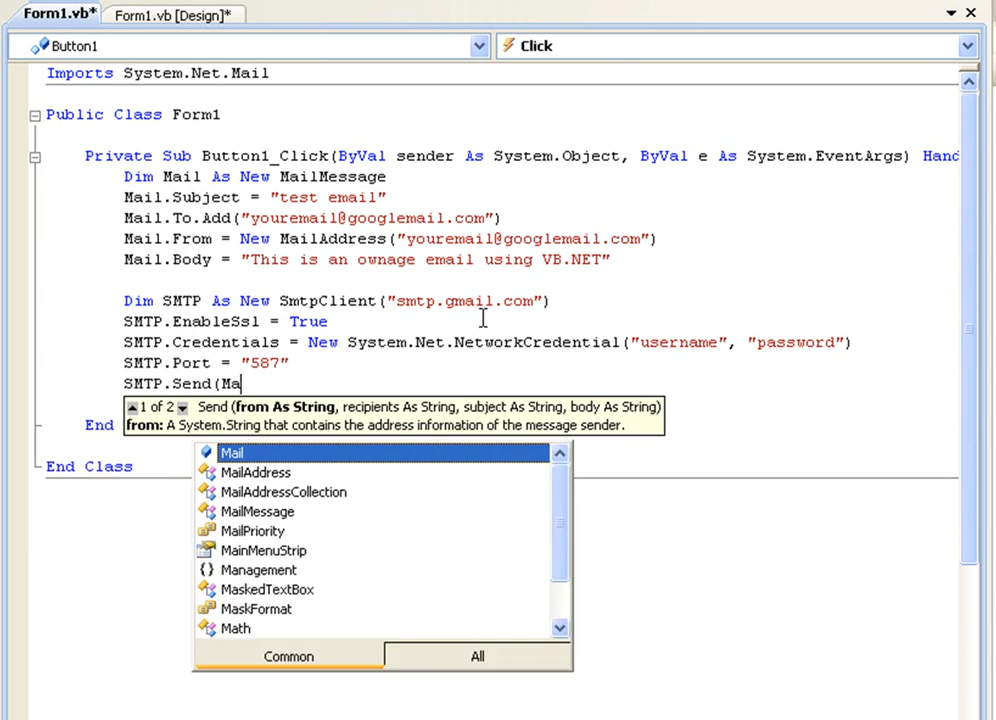 Form1.vb* Form1.vb [Design]*
Button1 Click
Imports System.Net.Mail
Public Class Form1
Private Sub Button1_Click(ByVal sender As System.Object, ByVal e As System.EventArgs) Hand
Dim Mail As New MailMessage
Mail.Subject = "test email"
Mail.To.Add("youremail@googlemail.com")
Mail.From = New MailAddress("youremail@googlemail.com")
Mail.Body = "This is an ownage email using VB.NET"
Dim SMTP As New SmtpClient("smtp.gmail.com")
SMTP.EnableSsl = True
SMTP.Credentials = New System.Net.NetworkCredential("username", "password")
SMTP.Port = "587"
SMTP.Send(Ma
1 of 2 Send (from As String, recipients As String, subject As String, body As String)
End from: A System.String that contains the address information of the message sender.
Mail
End Class MailAddress
MailAddressCollection
MailMessage
MailPriority
MainMenuStrip
{} Management
MaskedTextBox
MaskFormat
Math
Common All